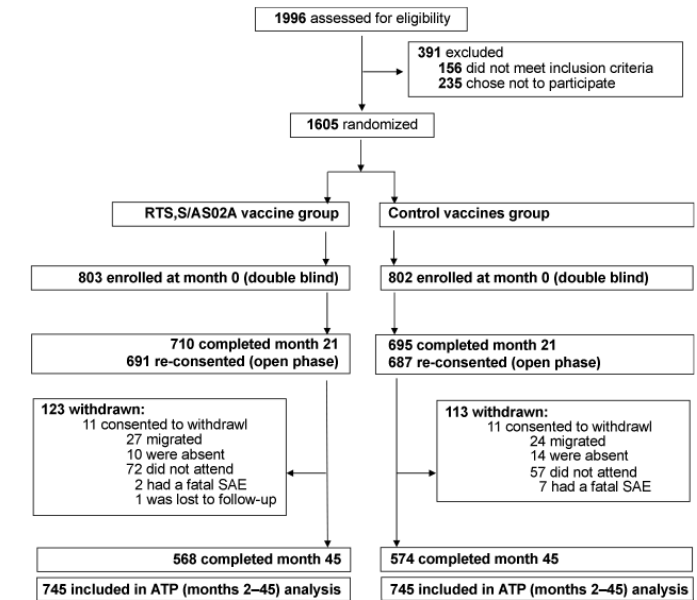 1996 assessed for eligibility
391 excluded
156 did not meet inclusion criteria
235 chose not to participate
1605 randomized
RTS,S/AS02A vaccine group
Control vaccines group
803 enrolled at month 0 (double blind)
802 enrolled at month 0 (double blind)
710 completed month 21
691 re-consented (open phase)
695 completed month 21
687 re-consented (open phase)
123 withdrawn:
11 consented to withdrawl
27 migrated
10 were absent
72 did not attend
2 had a fatal SAE
1 was lost to follow-up
113 withdrawn:
11 consented to withdrawl
24 migrated
14 were absent
57 did not attend
7 had a fatal SAE
568 completed month 45
574 completed month 45
745 included in ATP (months 2–45) analysis
745 included in ATP (months 2–45) analysis